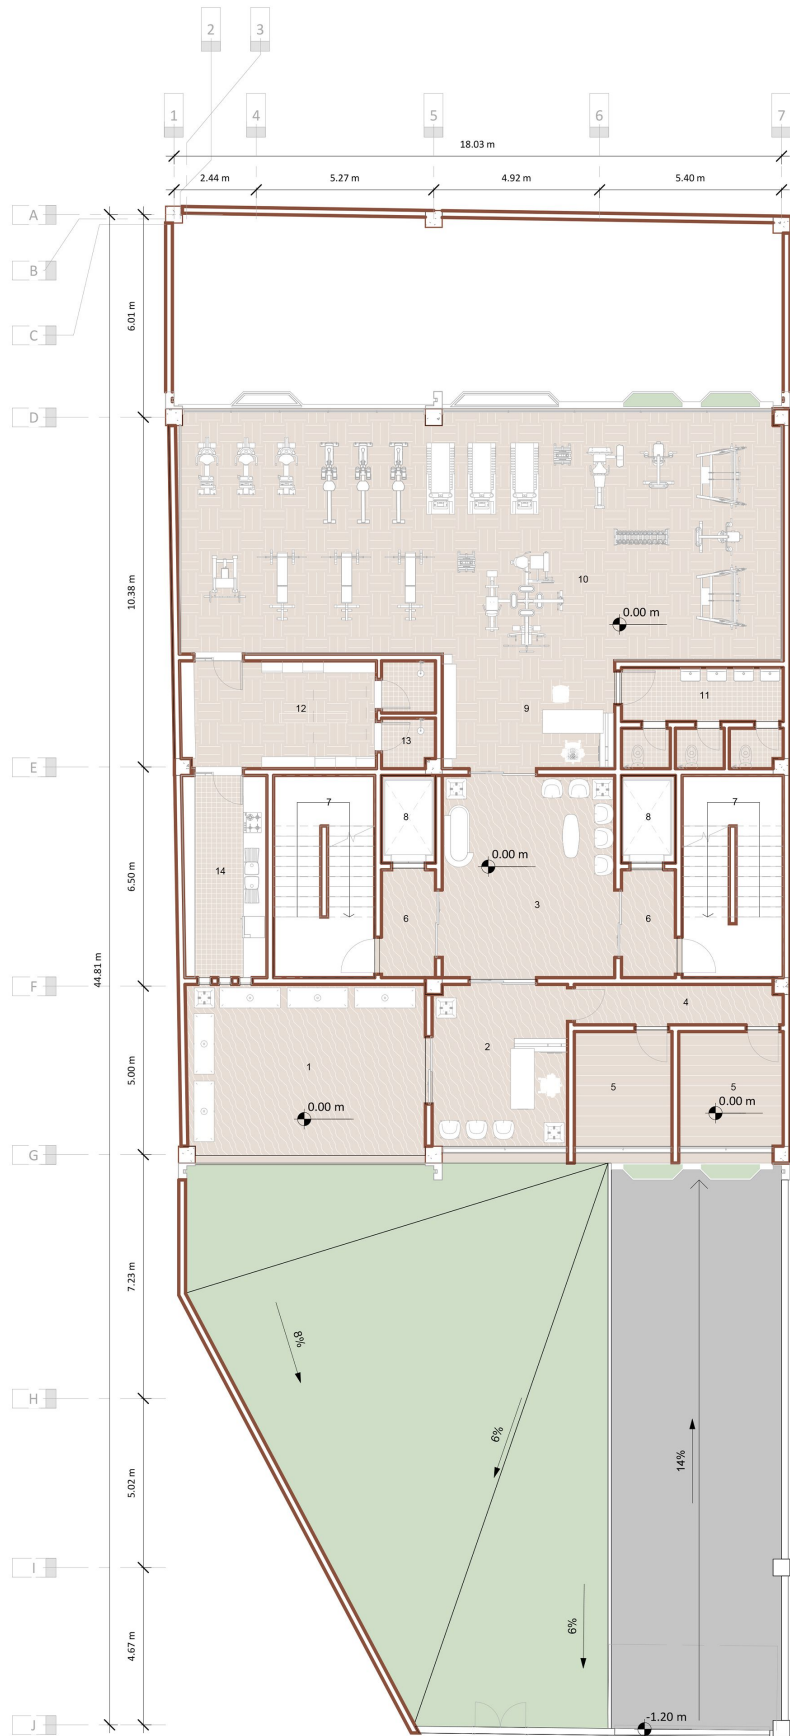 2
3
1
4
5
6
7
18.03 m
2.44 m
5.27 m
4.92 m
5.40 m
A
B
C
6.01 m
D
10.38 m
10
0.00 m
11
12
9
13
E
7
8
8
7
0.00 m
6.50 m
14
3
6
6
44.81 m
F
4
2
1
5
5
5.00 m
0.00 m
0.00 m
G
7.23 m
8%
H
6%
14%
5.02 m
I
6%
4.67 m
J
-1.20 m